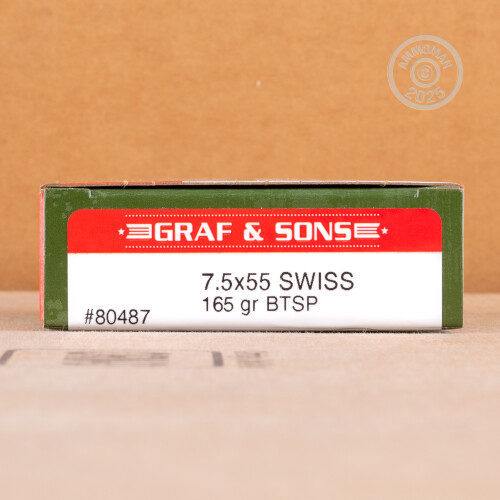 AMMOMAN
©
2025
GRAF & SONS
7.5x55 SWISS
165 gr BTSP
#80487